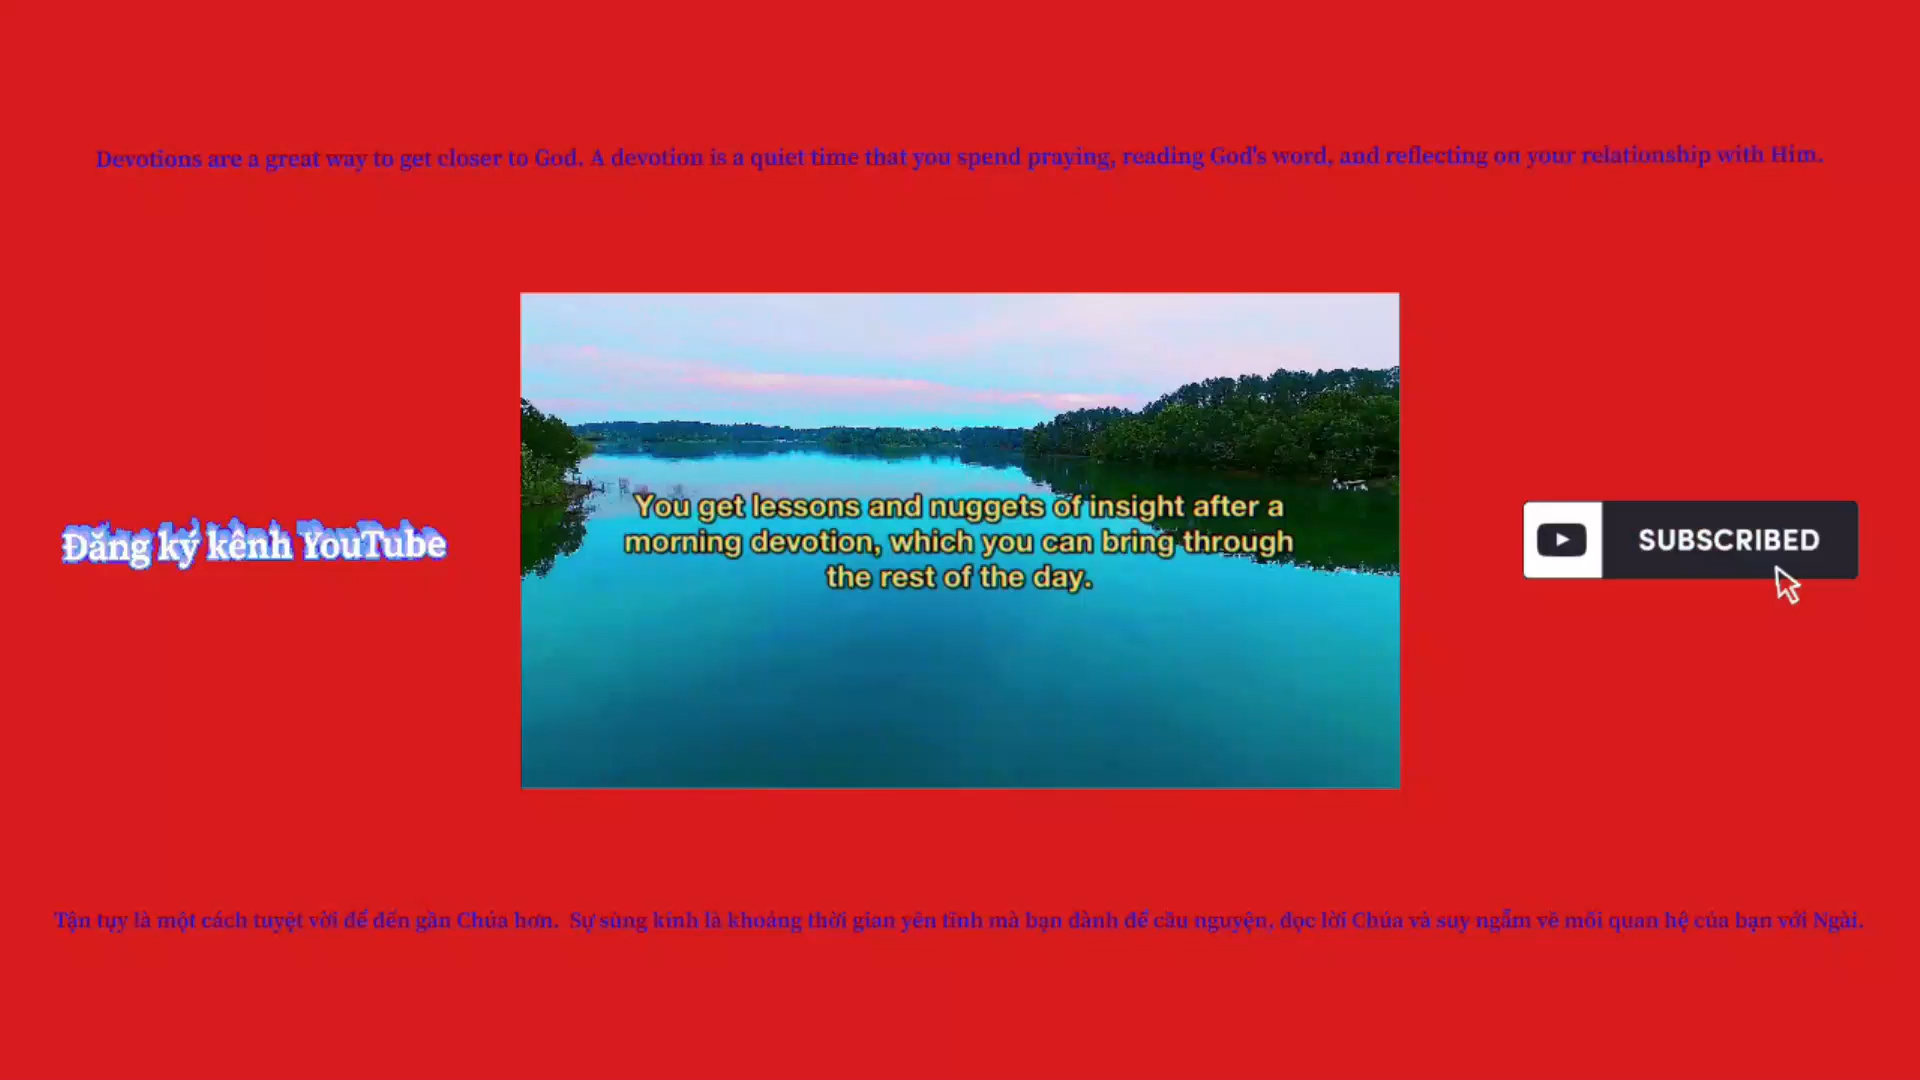 Devotions are a great way to get closer to God. A devotion is a quiet time that you spend praying, reading God's word, and reflecting on your relationship with Him.
You get lessons and nuggets of insight after a
morning devotion, which you can bring through
the rest of the day.
Đăng ký kênh YouTube
SUBSCRIBED
Tận tụy là một cách tuyệt vời để đến gần Chúa hơn. Sự sùng kính là khoảng thời gian yên tĩnh mà bạn dành để cầu nguyện, đọc lời Chúa và suy ngẫm về mối quan hệ của bạn với Ngài.